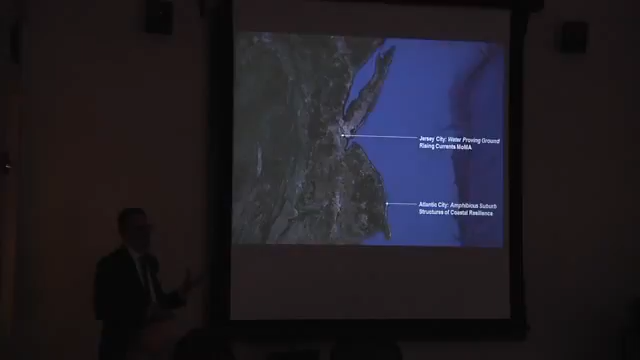 Jersey City: Water Proving Ground
Rising Currents MoMA
Atlantic City: Amphibious Suburb
Structures of Coastal Resilience